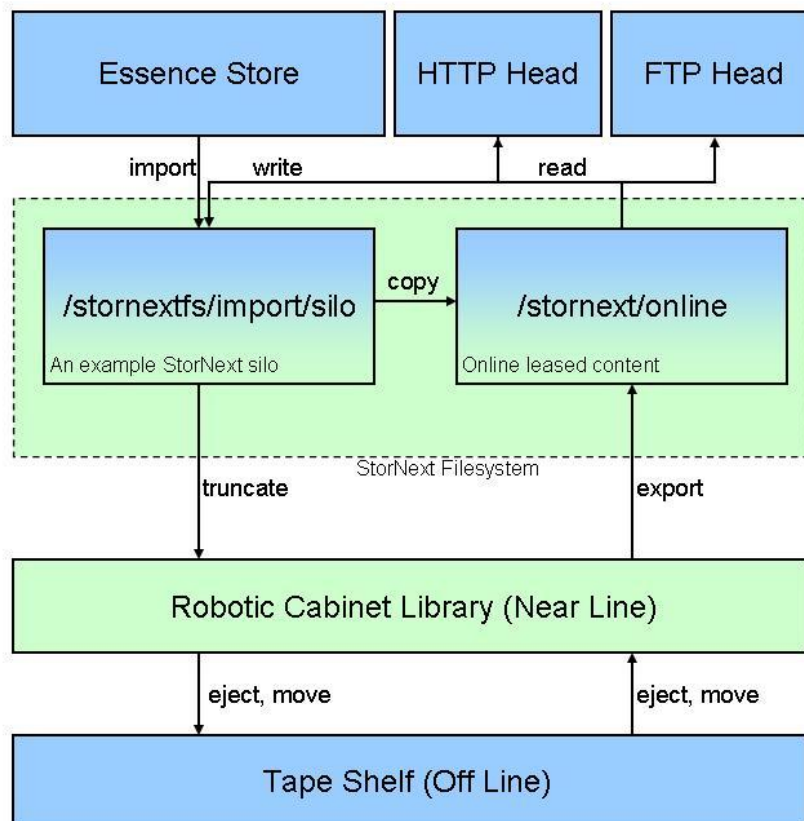 Essence Store
HTTP Head
FTP Head
import
write
read
/stornextfs/import/silo
copy
/stornext/online
An example StorNext silo
Online leased content
StorNext Filesystem
truncate
export
Robotic Cabinet Library (Near Line)
eject, move
eject, move
Tape Shelf (Off Line)